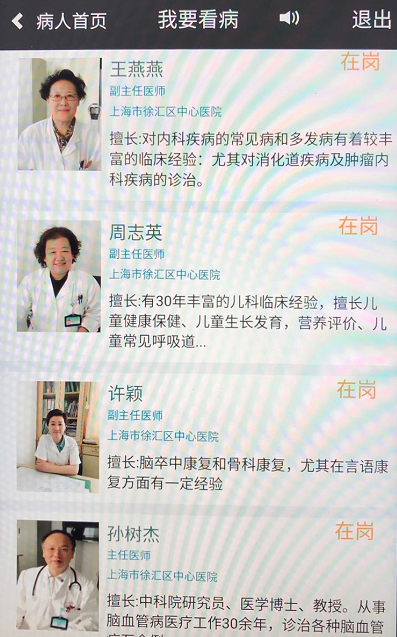 病人首页 我要看病 退出
王燕燕 在岗
副主任医师
上海市徐汇区中心医院
擅长:对内科疾病的常见病和多发病有着较丰
富的临床经验：尤其对消化道疾病及肿瘤内
科疾病的诊治。
周志英 在岗
副主任医师
上海市徐汇区中心医院
擅长:有30年丰富的儿科临床经验，擅长儿
童健康保健、儿童生长发育，营养评价、儿
童常见呼吸道...
许颖 在岗
副主任医师
上海市徐汇区中心医院
擅长:脑卒中康复和骨科康复，尤其在言语康
复方面有一定经验
孙树杰 在岗
主任医师
上海市徐汇区中心医院
擅长:中科院研究员、医学博士、教授。从事
脑血管病医疗工作30余年，诊治各种脑血管